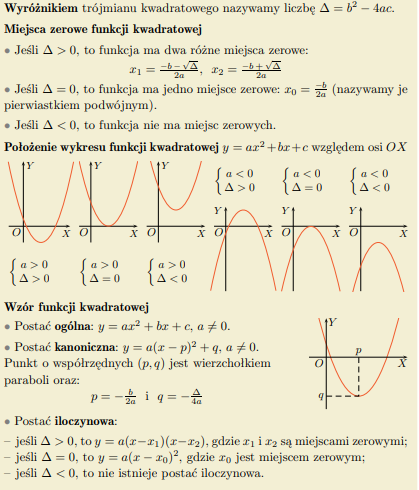 Wyróżnikiem trójmianu kwadratowego nazywamy liczbę Δ = b² − 4ac.
Miejsca zerowe funkcji kwadratowej
• Jeśli Δ > 0, to funkcja ma dwa różne miejsca zerowe:
x₁ = (−b−√Δ)/2a, x₂ = (−b+√Δ)/2a
• Jeśli Δ = 0, to funkcja ma jedno miejsce zerowe: x₀ = −b/2a (nazywamy je
pierwiastkiem podwójnym).
• Jeśli Δ < 0, to funkcja nie ma miejsc zerowych.
Położenie wykresu funkcji kwadratowej y = ax² + bx + c względem osi OX
Y
O
X
{ a > 0
Δ > 0
Y
O
X
{ a > 0
Δ = 0
Y
O
X
{ a > 0
Δ < 0
{ a < 0
Δ > 0
Y
O
X
{ a < 0
Δ = 0
Y
O
X
{ a < 0
Δ < 0
Y
O
X
Wzór funkcji kwadratowej
• Postać ogólna: y = ax² + bx + c, a ≠ 0.
• Postać kanoniczna: y = a(x − p)² + q, a ≠ 0.
Punkt o współrzędnych (p, q) jest wierzchołkiem
paraboli oraz:
p = −b/2a i q = −Δ/4a
Y
p
O
X
q
• Postać iloczynowa:
– jeśli Δ > 0, to y = a(x−x₁)(x−x₂), gdzie x₁ i x₂ są miejscami zerowymi;
– jeśli Δ = 0, to y = a(x − x₀)², gdzie x₀ jest miejscem zerowym;
– jeśli Δ < 0, to nie istnieje postać iloczynowa.